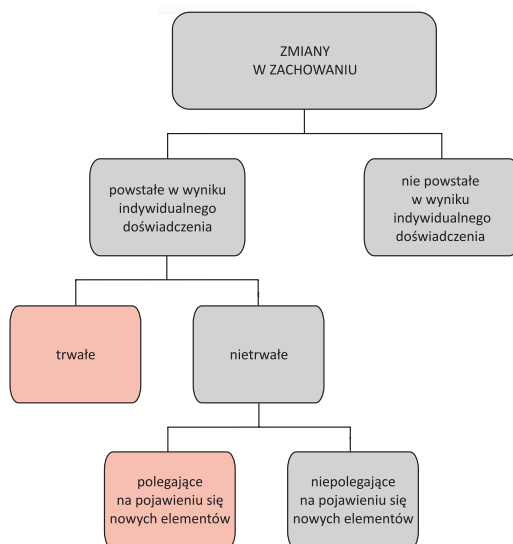 ZMIANY
W ZACHOWANIU
powstałe w wyniku
indywidualnego
doświadczenia
nie powstałe
w wyniku
indywidualnego
doświadczenia
trwałe
nietrwałe
polegające
na pojawieniu się
nowych elementów
niepolegające
na pojawieniu się
nowych elementów